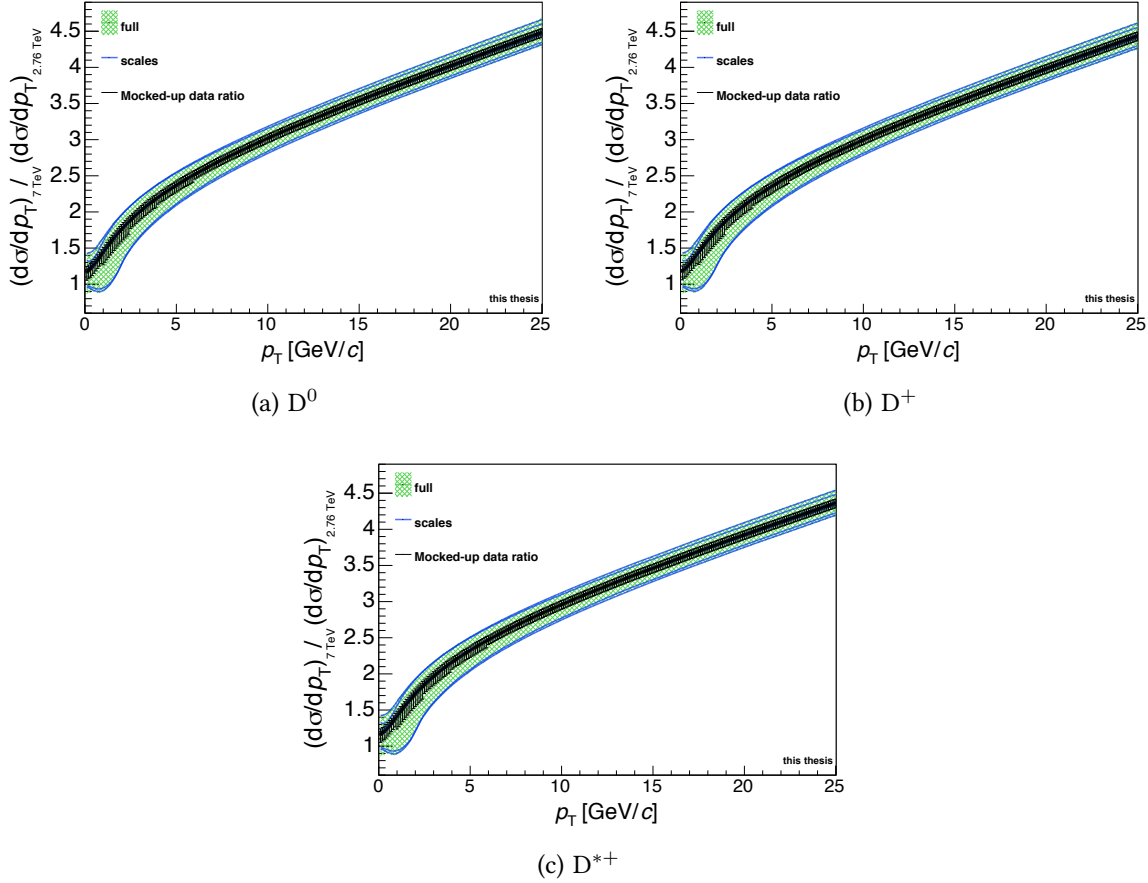 (dσ/dp_T)_7 TeV / (dσ/dp_T)_2.76 TeV
full
scales
Mocked-up data ratio
4.5
4
3.5
3
2.5
2
1.5
1
this thesis
0 5 10 15 20 25
p_T [GeV/c]
(a) D^0
(dσ/dp_T)_7 TeV / (dσ/dp_T)_2.76 TeV
full
scales
Mocked-up data ratio
4.5
4
3.5
3
2.5
2
1.5
1
this thesis
0 5 10 15 20 25
p_T [GeV/c]
(b) D^+
(dσ/dp_T)_7 TeV / (dσ/dp_T)_2.76 TeV
full
scales
Mocked-up data ratio
4.5
4
3.5
3
2.5
2
1.5
1
this thesis
0 5 10 15 20 25
p_T [GeV/c]
(c) D^{*+}